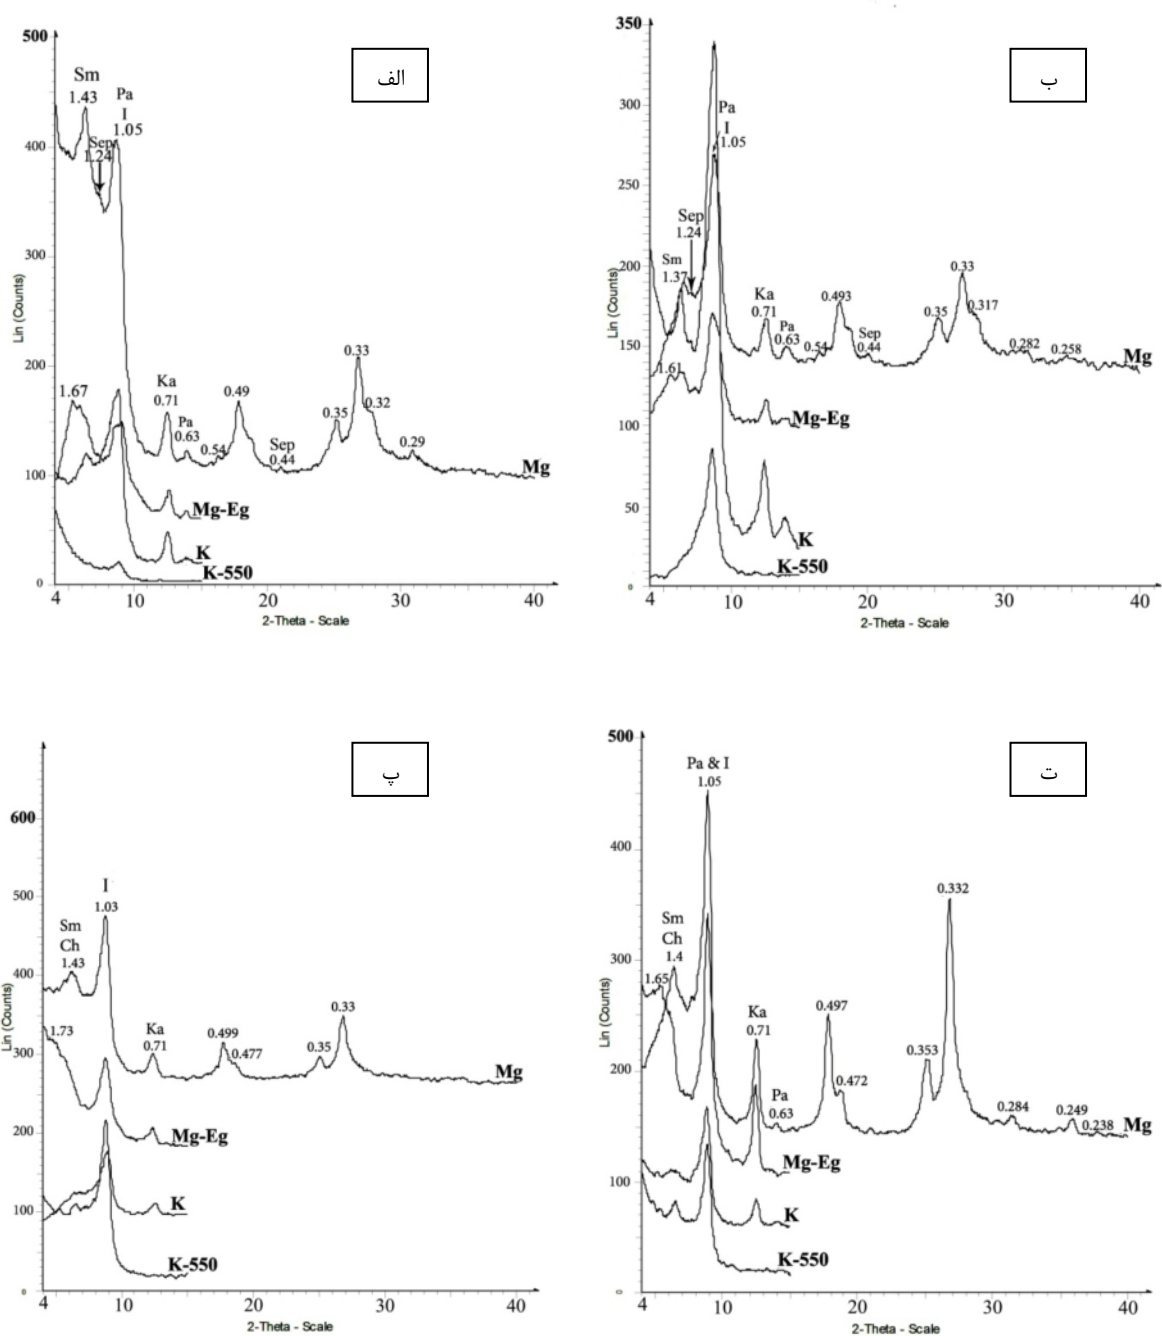 الف
500
400
300
200
100
0
Lin (Counts)
Sm
1.43
Pa
I
1.05
Sep
1.24
1.67
Ka
0.71
Pa
0.63
0.54
0.49
Sep
0.44
0.35
0.33
0.32
0.29
Mg
Mg-Eg
K
K-550
4
10
20
30
40
2-Theta - Scale
ب
350
300
250
200
150
100
50
0
Lin (Counts)
Pa
I
1.05
Sep
1.24
Sm
1.37
1.61
Ka
0.71
Pa
0.63
0.54
0.493
Sep
0.44
0.35
0.33
0.317
0.282
0.258
Mg
Mg-Eg
K
K-550
4
10
20
30
40
2-Theta - Scale
پ
600
500
400
300
200
100
0
Lin (Counts)
I
1.03
Sm
Ch
1.43
1.73
Ka
0.71
0.499
0.477
0.35
0.33
Mg
Mg-Eg
K
K-550
4
10
20
30
40
2-Theta - Scale
ت
500
400
300
200
100
0
Lin (Counts)
Pa & I
1.05
Sm
Ch
1.4
1.65
Ka
0.71
Pa
0.63
0.497
0.472
0.353
0.332
0.284
0.249
0.238
Mg
Mg-Eg
K
K-550
4
10
20
30
40
2-Theta - Scale